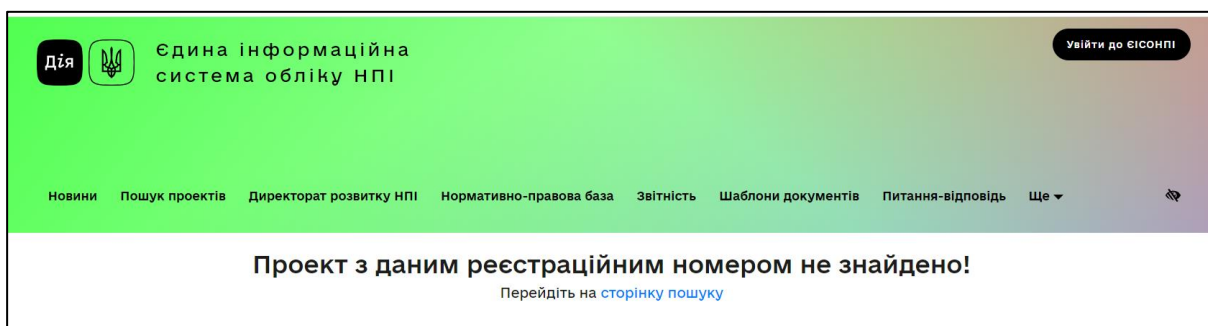 Дія
Єдина інформаційна
система обліку НПІ
Увійти до ЄІСОНПІ
Новини Пошук проектів Директорат розвитку НПІ Нормативно-правова база Звітність Шаблони документів Питання-відповідь Ще
Проект з даним реєстраційним номером не знайдено!
Перейдіть на сторінку пошуку